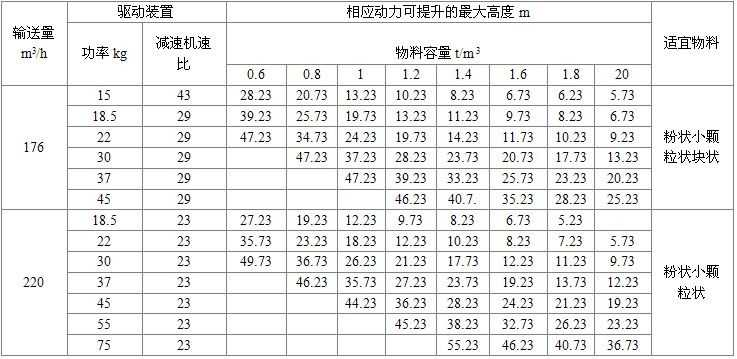 输送量 m³/h 驱动装置 相应动力可提升的最大高度 m 适宜物料
功率 kg 减速机速比 物料容量 t/m³
0.6 0.8 1 1.2 1.4 1.6 1.8 20
176 粉状小颗粒状块状
15 43 28.23 20.73 13.23 10.23 8.23 6.73 6.23 5.73
18.5 29 39.23 25.73 19.73 13.23 11.23 9.73 8.23 6.73
22 29 47.23 34.73 24.23 19.73 14.23 11.73 10.23 9.23
30 29 47.23 37.23 28.23 23.73 20.73 17.73 13.23
37 29 47.23 39.23 33.23 25.73 23.23 20.23
45 29 46.23 40.7. 35.23 28.23 25.23
220 粉状小颗粒状
18.5 23 27.23 19.23 12.23 9.73 8.23 6.73 5.23
22 23 35.73 23.23 18.23 12.23 10.23 8.23 7.23 5.73
30 23 49.73 36.73 26.23 21.23 17.73 12.23 11.23 9.73
37 23 46.23 35.73 27.23 23.73 19.23 13.73 12.23
45 23 44.23 36.23 28.23 24.23 21.23 19.23
55 23 45.23 38.23 32.73 26.23 23.23
75 23 55.23 46.23 40.73 36.73